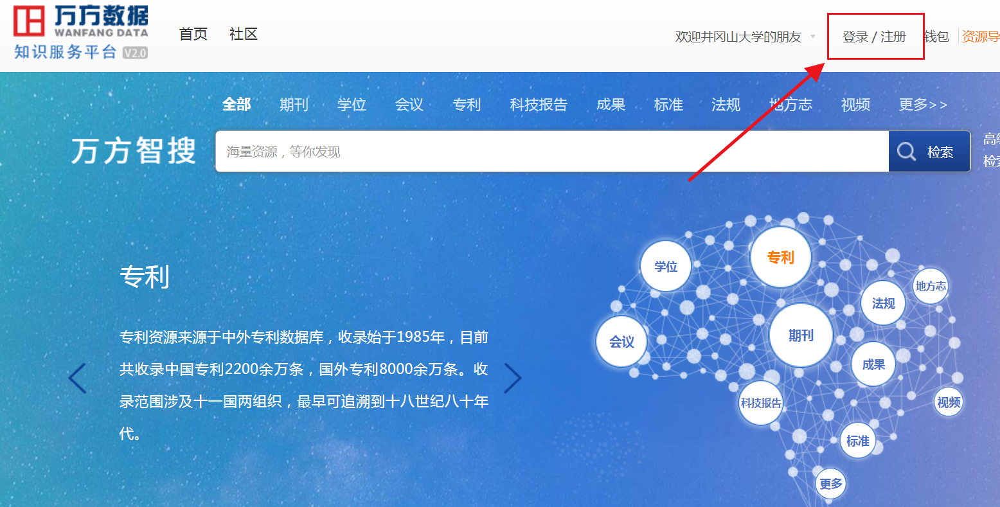 万方数据
WANFANG DATA
知识服务平台 V2.0
首页 社区
欢迎井冈山大学的朋友 登录 / 注册 钱包 资源导
全部 期刊 学位 会议 专利 科技报告 成果 标准 法规 地方志 视频 更多>>
万方智搜
海量资源，等你发现
检索
高级
检索
专利
专利资源来源于中外专利数据库，收录始于1985年，目前
共收录中国专利2200余万条，国外专利8000余万条。收
录范围涉及十一国两组织，最早可追溯到十八世纪八十年
代。
学位
专利
地方志
法规
会议
期刊
成果
科技报告
视频
标准
更多